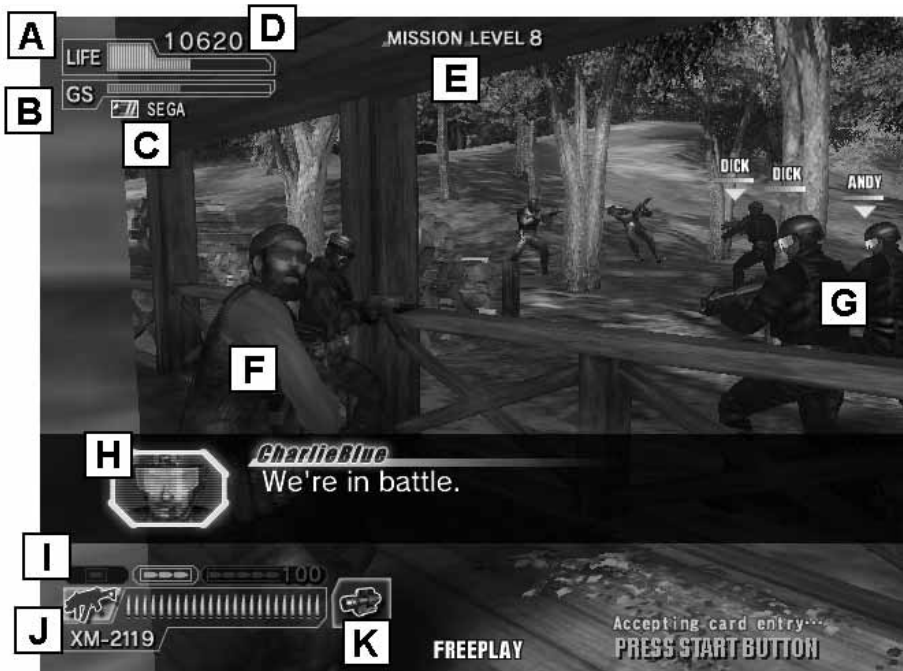 A
LIFE
10620
D
MISSION LEVEL 8
E
B
GS
SEGA
C
DICK
DICK
ANDY
G
F
H
CharlieBlue
We're in battle.
I
100
J
XM-2119
K
FREEPLAY
Accepting card entry…
PRESS START BUTTON